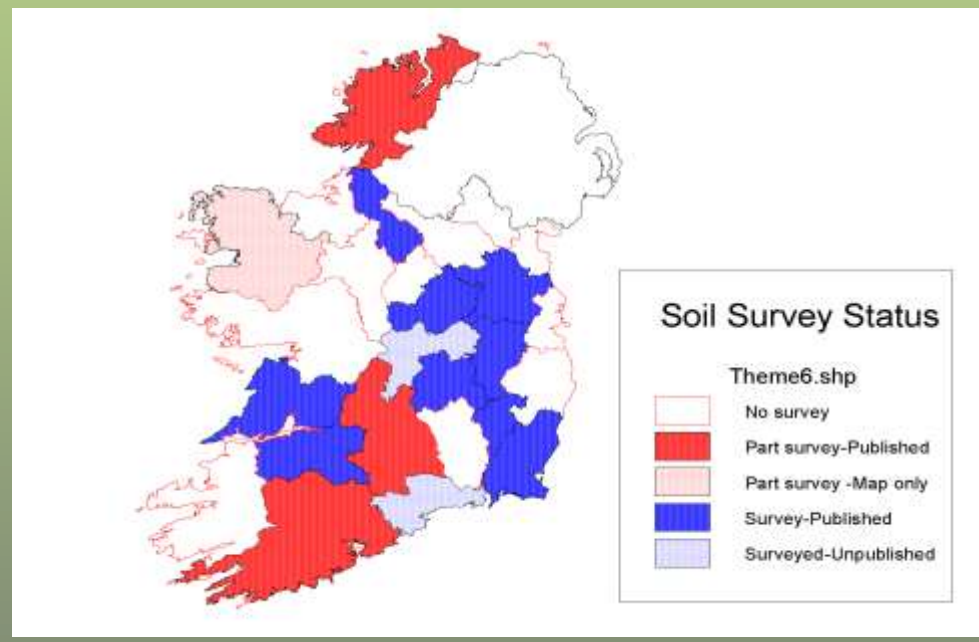 Soil Survey Status
Theme6.shp
No survey
Part survey-Published
Part survey -Map only
Survey-Published
Surveyed-Unpublished